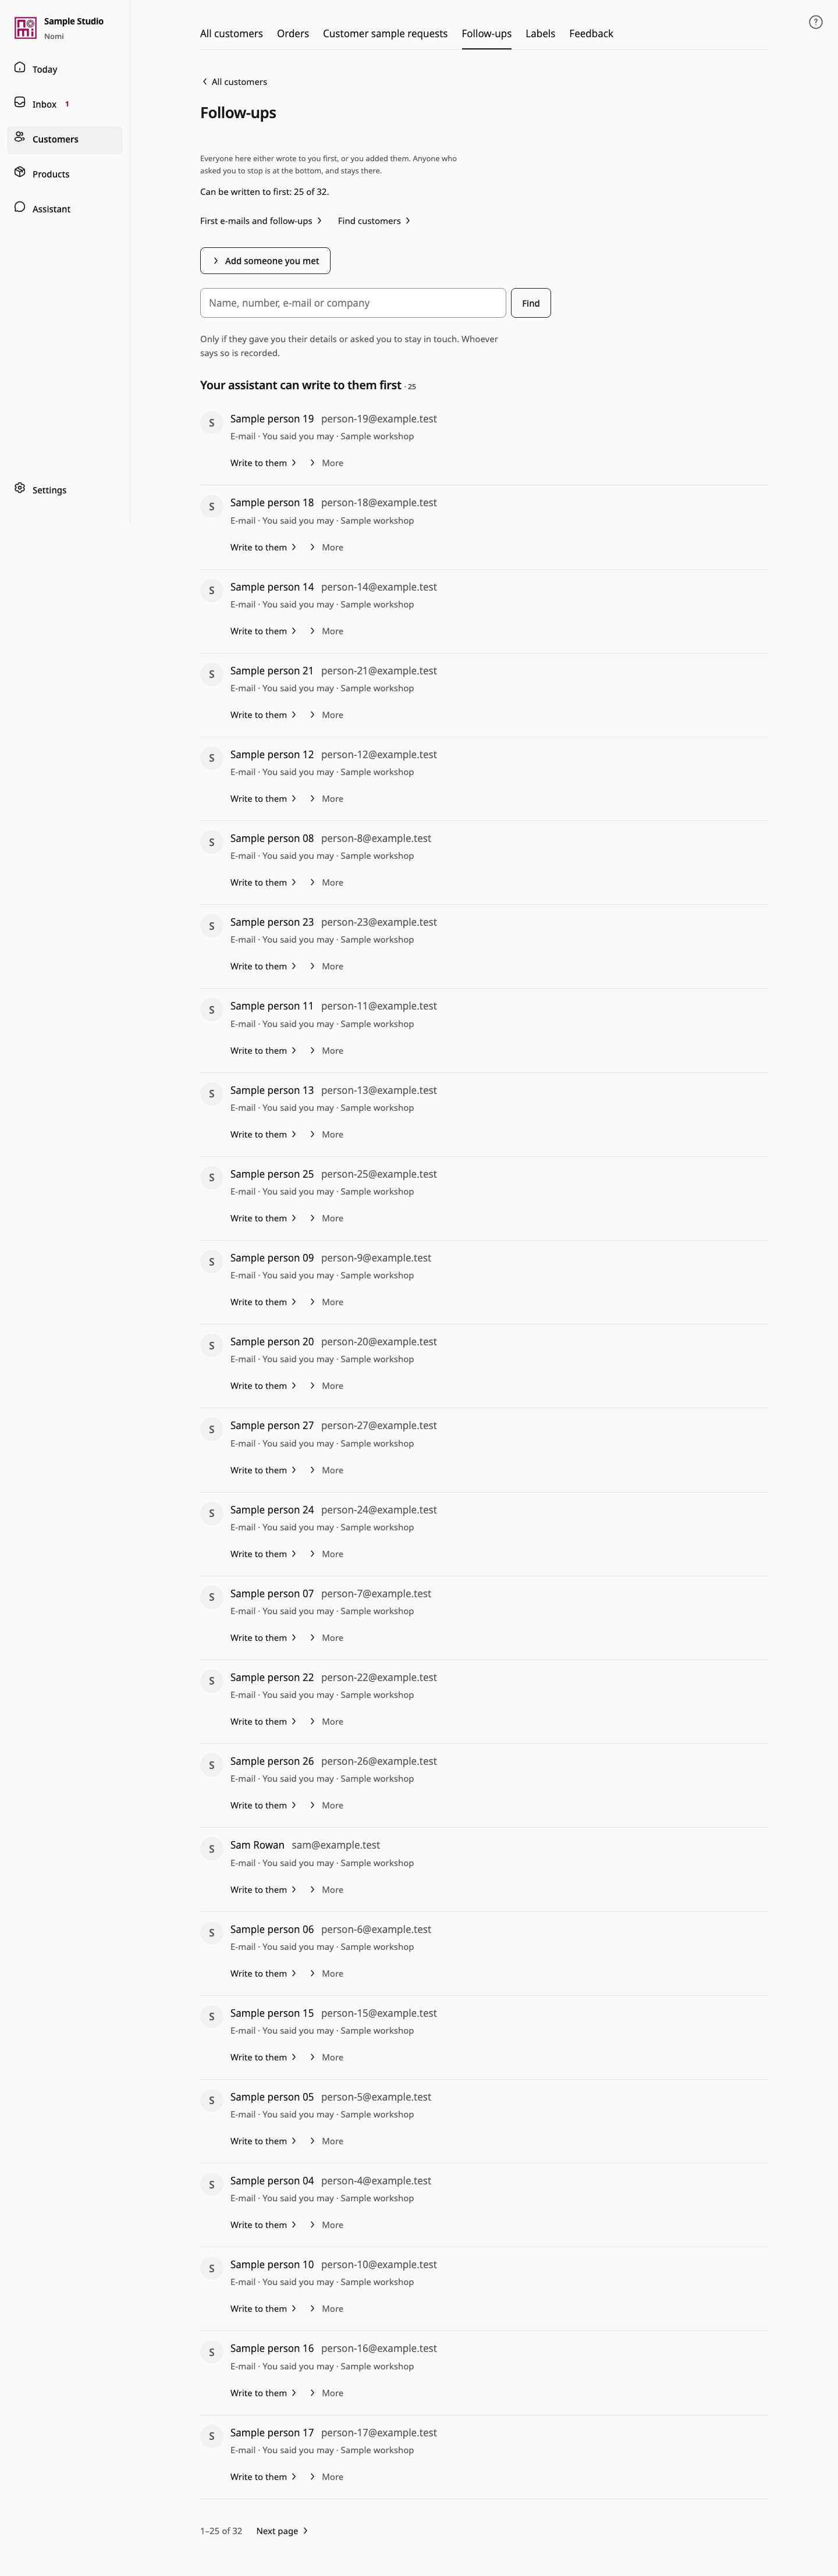 Sample Studio
Nomi
Today
Inbox 1
Customers
Products
Assistant
Settings
All customers Orders Customer sample requests Follow-ups Labels Feedback
?
All customers
Follow-ups
Everyone here either wrote to you first, or you added them. Anyone who
asked you to stop is at the bottom, and stays there.
Can be written to first: 25 of 32.
First e-mails and follow-ups Find customers
Add someone you met
Name, number, e-mail or company Find
Only if they gave you their details or asked you to stay in touch. Whoever
says so is recorded.
Your assistant can write to them first · 25
S Sample person 19 person-19@example.test
E-mail · You said you may · Sample workshop
Write to them More
S Sample person 18 person-18@example.test
E-mail · You said you may · Sample workshop
Write to them More
S Sample person 14 person-14@example.test
E-mail · You said you may · Sample workshop
Write to them More
S Sample person 21 person-21@example.test
E-mail · You said you may · Sample workshop
Write to them More
S Sample person 12 person-12@example.test
E-mail · You said you may · Sample workshop
Write to them More
S Sample person 08 person-8@example.test
E-mail · You said you may · Sample workshop
Write to them More
S Sample person 23 person-23@example.test
E-mail · You said you may · Sample workshop
Write to them More
S Sample person 11 person-11@example.test
E-mail · You said you may · Sample workshop
Write to them More
S Sample person 13 person-13@example.test
E-mail · You said you may · Sample workshop
Write to them More
S Sample person 25 person-25@example.test
E-mail · You said you may · Sample workshop
Write to them More
S Sample person 09 person-9@example.test
E-mail · You said you may · Sample workshop
Write to them More
S Sample person 20 person-20@example.test
E-mail · You said you may · Sample workshop
Write to them More
S Sample person 27 person-27@example.test
E-mail · You said you may · Sample workshop
Write to them More
S Sample person 24 person-24@example.test
E-mail · You said you may · Sample workshop
Write to them More
S Sample person 07 person-7@example.test
E-mail · You said you may · Sample workshop
Write to them More
S Sample person 22 person-22@example.test
E-mail · You said you may · Sample workshop
Write to them More
S Sample person 26 person-26@example.test
E-mail · You said you may · Sample workshop
Write to them More
S Sam Rowan sam@example.test
E-mail · You said you may · Sample workshop
Write to them More
S Sample person 06 person-6@example.test
E-mail · You said you may · Sample workshop
Write to them More
S Sample person 15 person-15@example.test
E-mail · You said you may · Sample workshop
Write to them More
S Sample person 05 person-5@example.test
E-mail · You said you may · Sample workshop
Write to them More
S Sample person 04 person-4@example.test
E-mail · You said you may · Sample workshop
Write to them More
S Sample person 10 person-10@example.test
E-mail · You said you may · Sample workshop
Write to them More
S Sample person 16 person-16@example.test
E-mail · You said you may · Sample workshop
Write to them More
S Sample person 17 person-17@example.test
E-mail · You said you may · Sample workshop
Write to them More
1–25 of 32 Next page